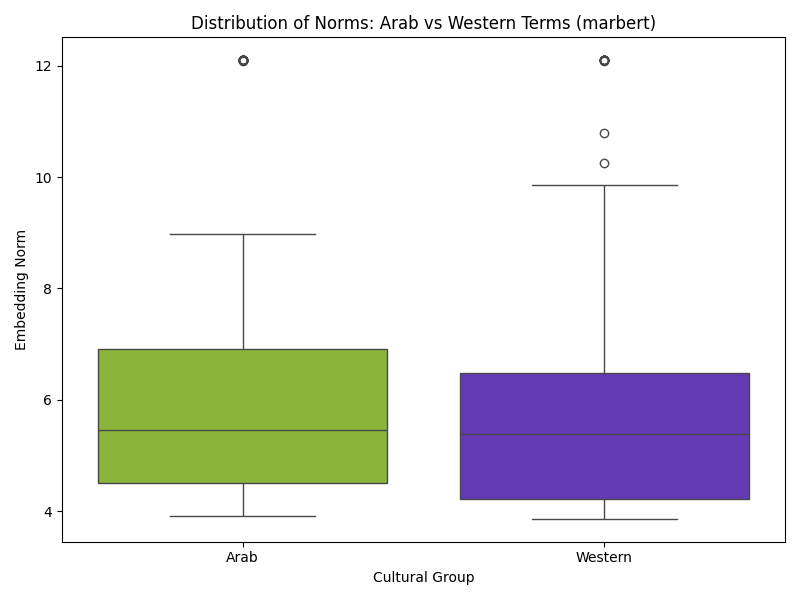 Distribution of Norms: Arab vs Western Terms (marbert)
12
10
8
6
4
Embedding Norm
Arab
Western
Cultural Group